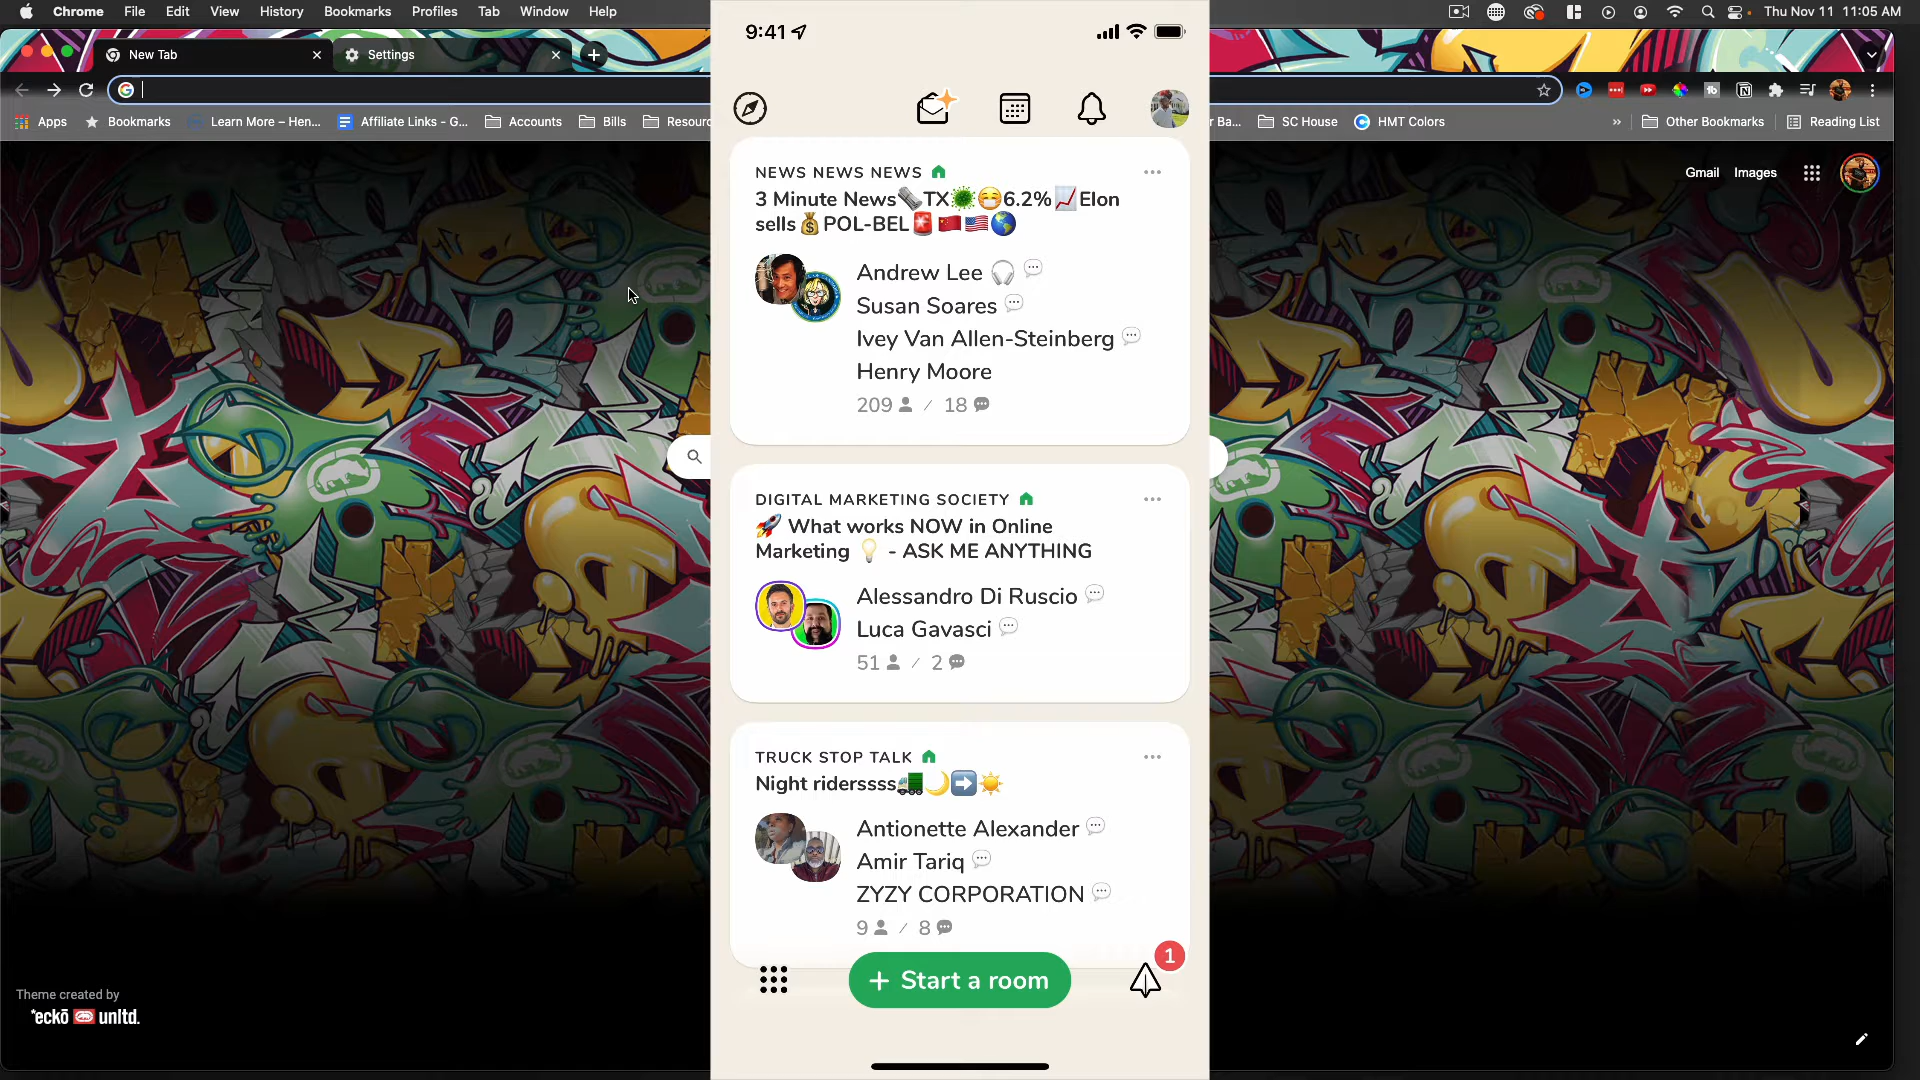 Chrome File Edit View History Bookmarks Profiles Tab Window Help
Thu Nov 11 11:05 AM
New Tab
Settings
Apps Bookmarks Learn More – Hen... Affiliate Links - G... Accounts Bills Resourc
r Ba... SC House HMT Colors » Other Bookmarks Reading List
Gmail Images
9:41
NEWS NEWS NEWS
3 Minute News🗞️TX🦠😷6.2%📈Elon
sells💰POL-BEL🚨🇨🇳🇺🇸🌎
Andrew Lee 🎧
Susan Soares
Ivey Van Allen-Steinberg
Henry Moore
209 / 18
DIGITAL MARKETING SOCIETY
🚀 What works NOW in Online
Marketing 💡 - ASK ME ANYTHING
Alessandro Di Ruscio
Luca Gavasci
51 / 2
TRUCK STOP TALK
Night riderssss🚛🌙➡️☀️
Antionette Alexander
Amir Tariq
ZYZY CORPORATION
9 / 8
+ Start a room
1
Theme created by
*eckō unltd.